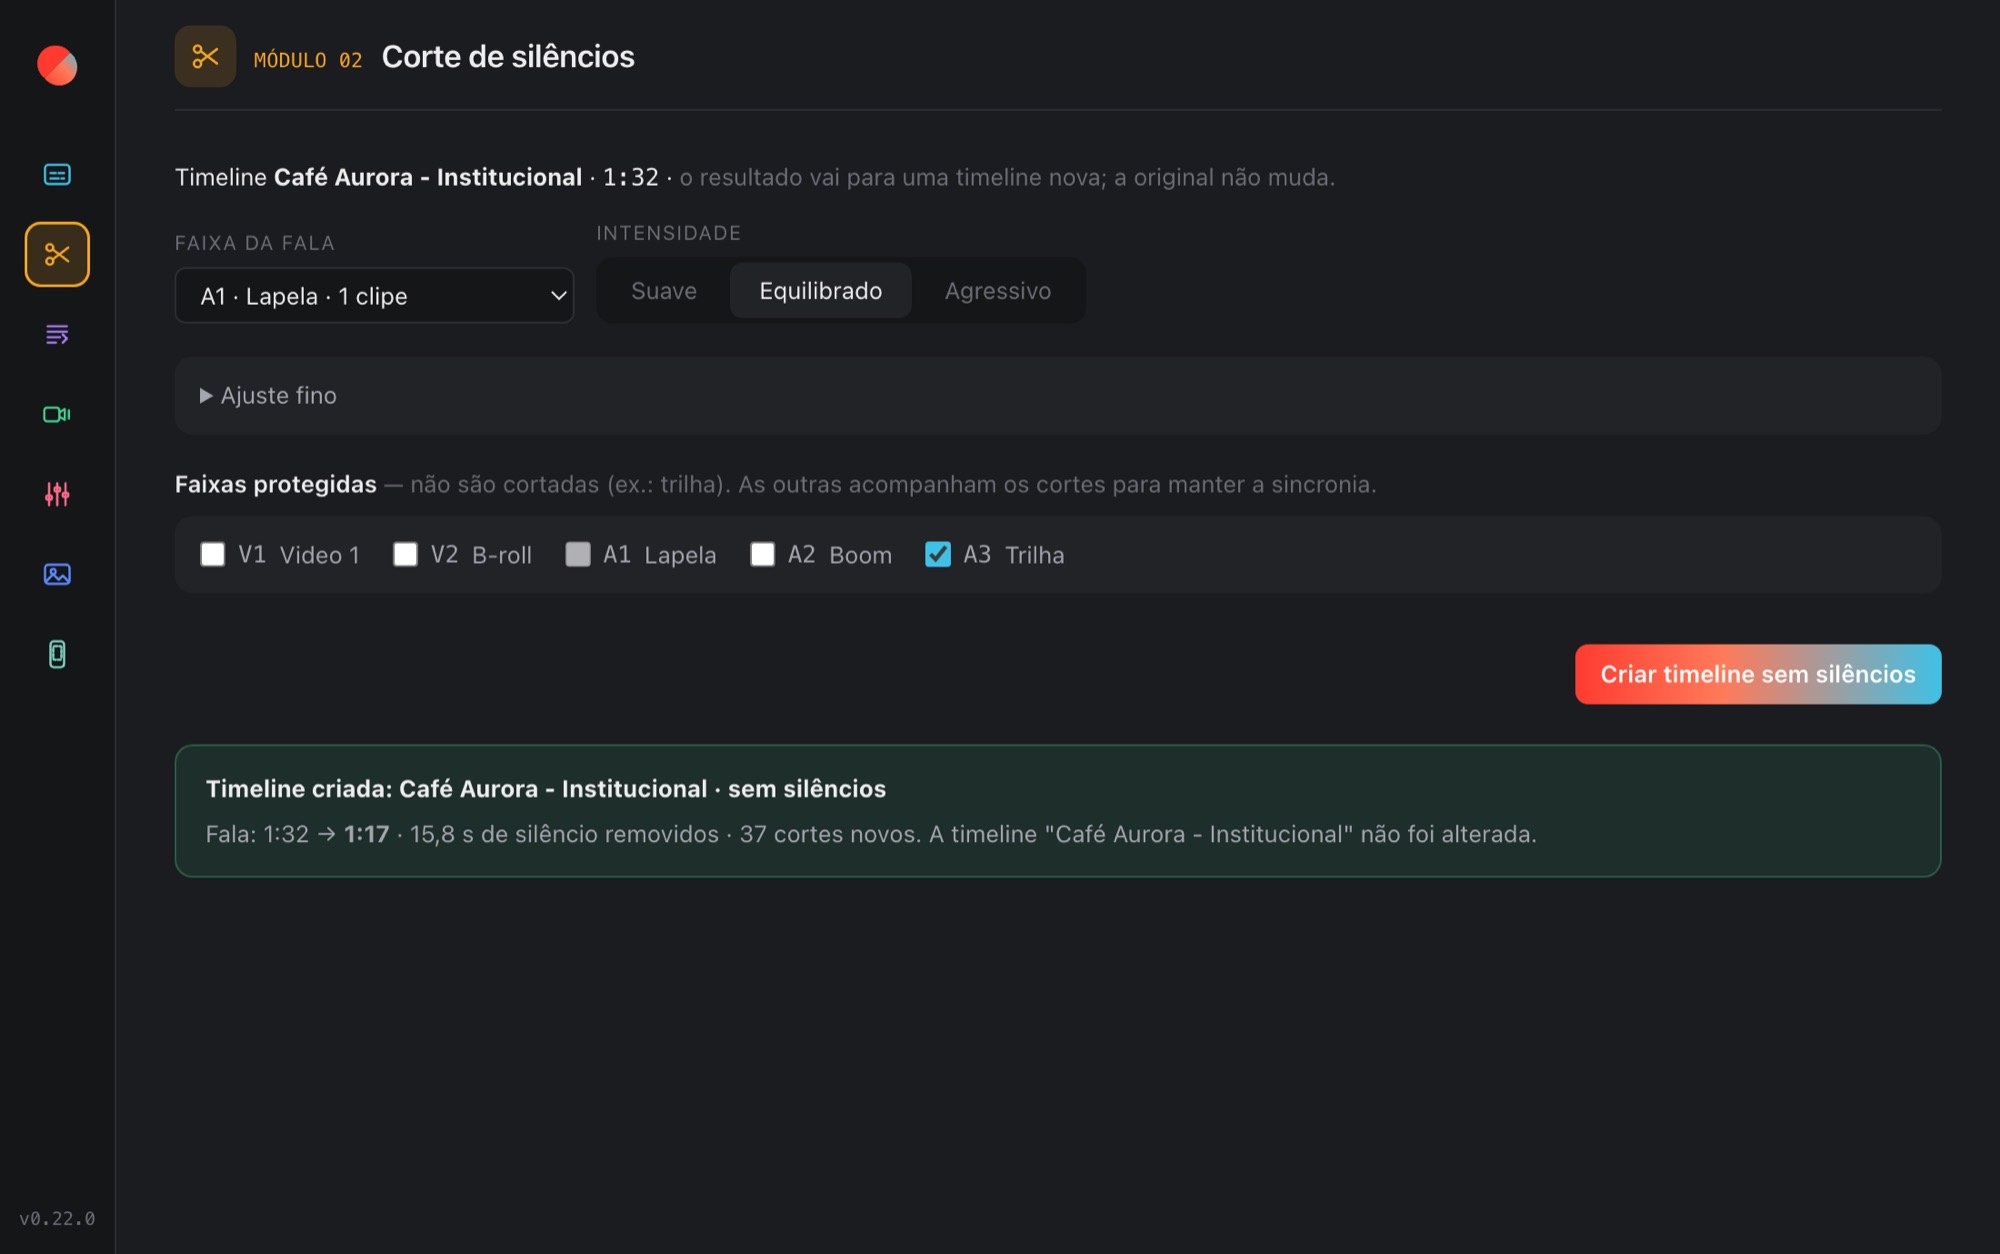 MÓDULO 02 Corte de silêncios
Timeline Café Aurora - Institucional · 1:32 · o resultado vai para uma timeline nova; a original não muda.
FAIXA DA FALA
INTENSIDADE
A1 · Lapela · 1 clipe
Suave Equilibrado Agressivo
▶ Ajuste fino
Faixas protegidas — não são cortadas (ex.: trilha). As outras acompanham os cortes para manter a sincronia.
V1 Video 1 V2 B-roll A1 Lapela A2 Boom A3 Trilha
Criar timeline sem silêncios
Timeline criada: Café Aurora - Institucional · sem silêncios
Fala: 1:32 → 1:17 · 15,8 s de silêncio removidos · 37 cortes novos. A timeline "Café Aurora - Institucional" não foi alterada.
v0.22.0